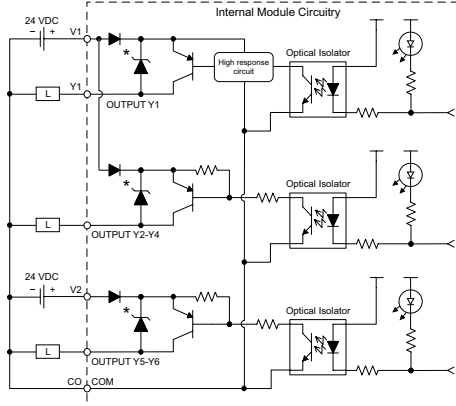 Internal Module Circuitry
24 VDC
− + V1
*
High response
circuit
Optical Isolator
L Y1
OUTPUT Y1
Optical Isolator
*
L
OUTPUT Y2-Y4
24 VDC
− + V2
*
Optical Isolator
L
OUTPUT Y5-Y6
CO COM